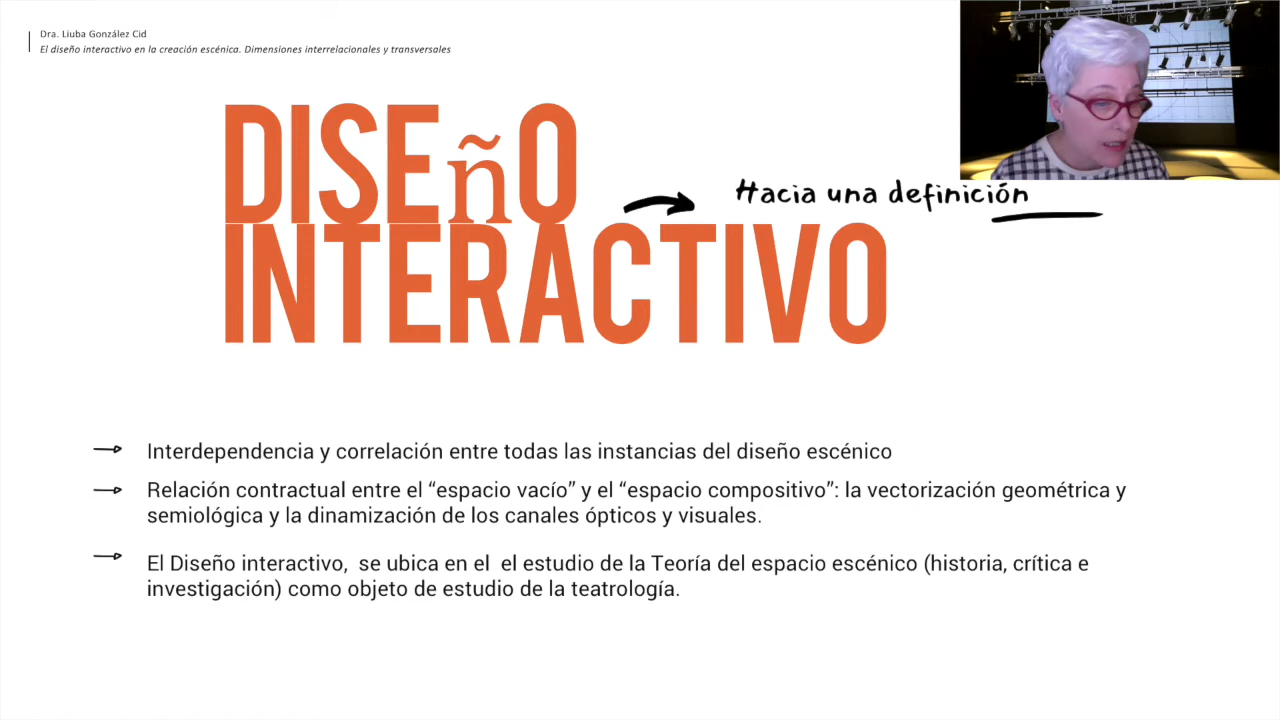 Dra. Liuba González Cid
El diseño interactivo en la creación escénica. Dimensiones interrelacionales y transversales
DISEñO
Hacia una definición
INTERACTIVO
Interdependencia y correlación entre todas las instancias del diseño escénico
Relación contractual entre el “espacio vacío” y el “espacio compositivo”: la vectorización geométrica y
semiológica y la dinamización de los canales ópticos y visuales.
El Diseño interactivo, se ubica en el el estudio de la Teoría del espacio escénico (historia, crítica e
investigación) como objeto de estudio de la teatrología.